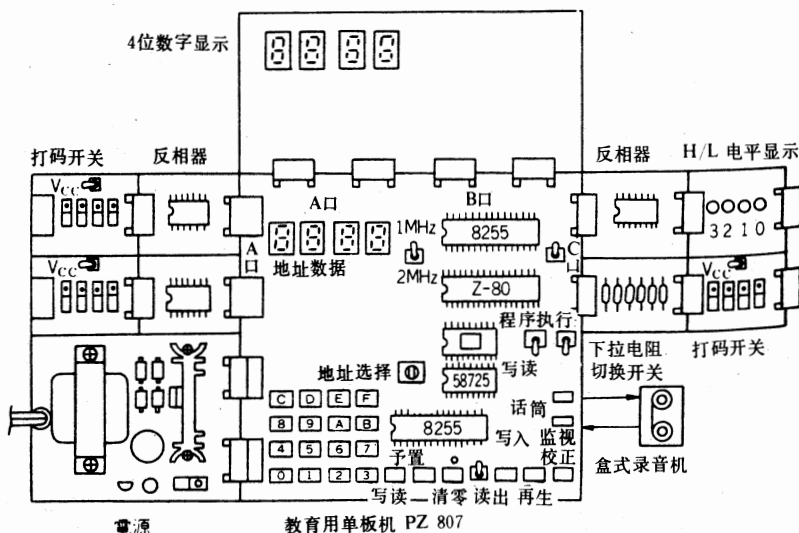 4位数字显示
打码开关
反相器
反相器
H/L 电平显示
VCC
A口
B口
1MHz
8255
A口
C口
3 2 1 0
地址数据
2MHz
Z-80
VCC
VCC
程序执行
下拉电阻
打码开关
切换开关
写读
地址选择
58725
话筒
C D E F
8 9 A B
8255
写入
监视
4 5 6 7
予置
校正
盒式录音机
0 1 2 3
写读
清零
读出
再生
電源
教育用单板机 PZ 807